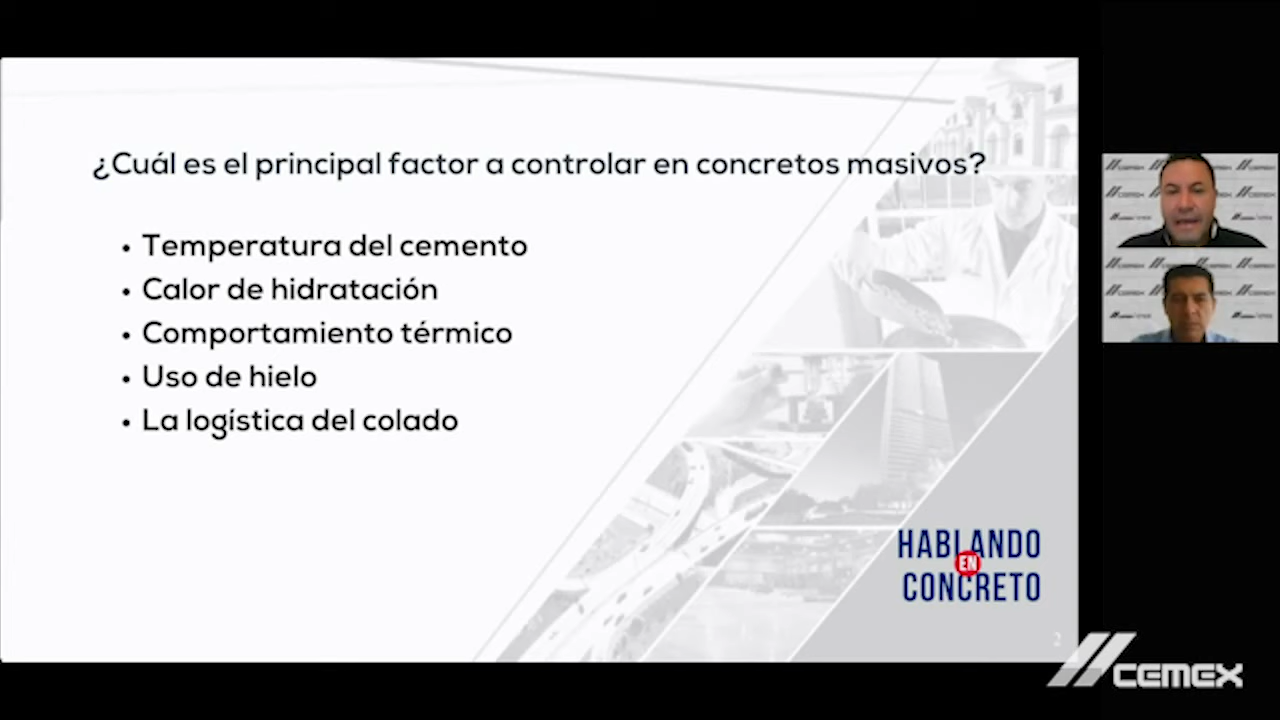 ¿Cuál es el principal factor a controlar en concretos masivos?
• Temperatura del cemento
• Calor de hidratación
• Comportamiento térmico
• Uso de hielo
• La logística del colado
HABLANDO
EN
CONCRETO
2
CEMEX